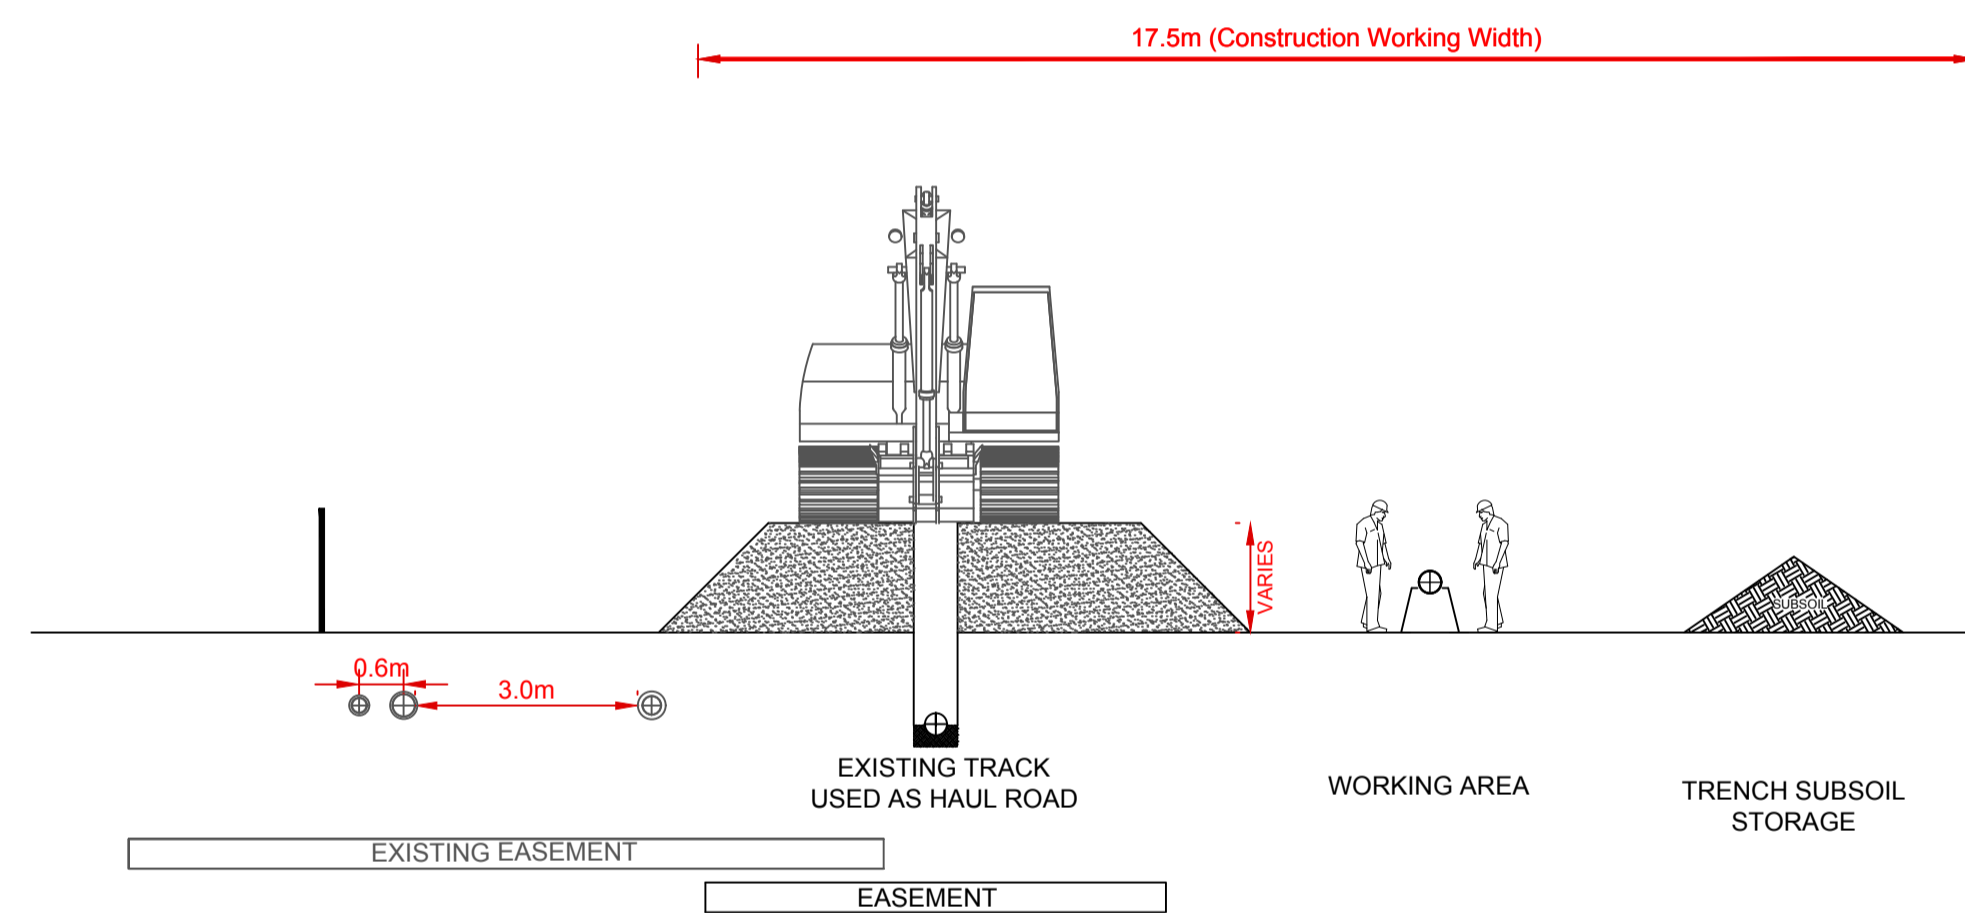 17.5m (Construction Working Width)
VARIES
SUBSOIL
0.6m
3.0m
EXISTING TRACK
USED AS HAUL ROAD
WORKING AREA
TRENCH SUBSOIL
STORAGE
EXISTING EASEMENT
EASEMENT